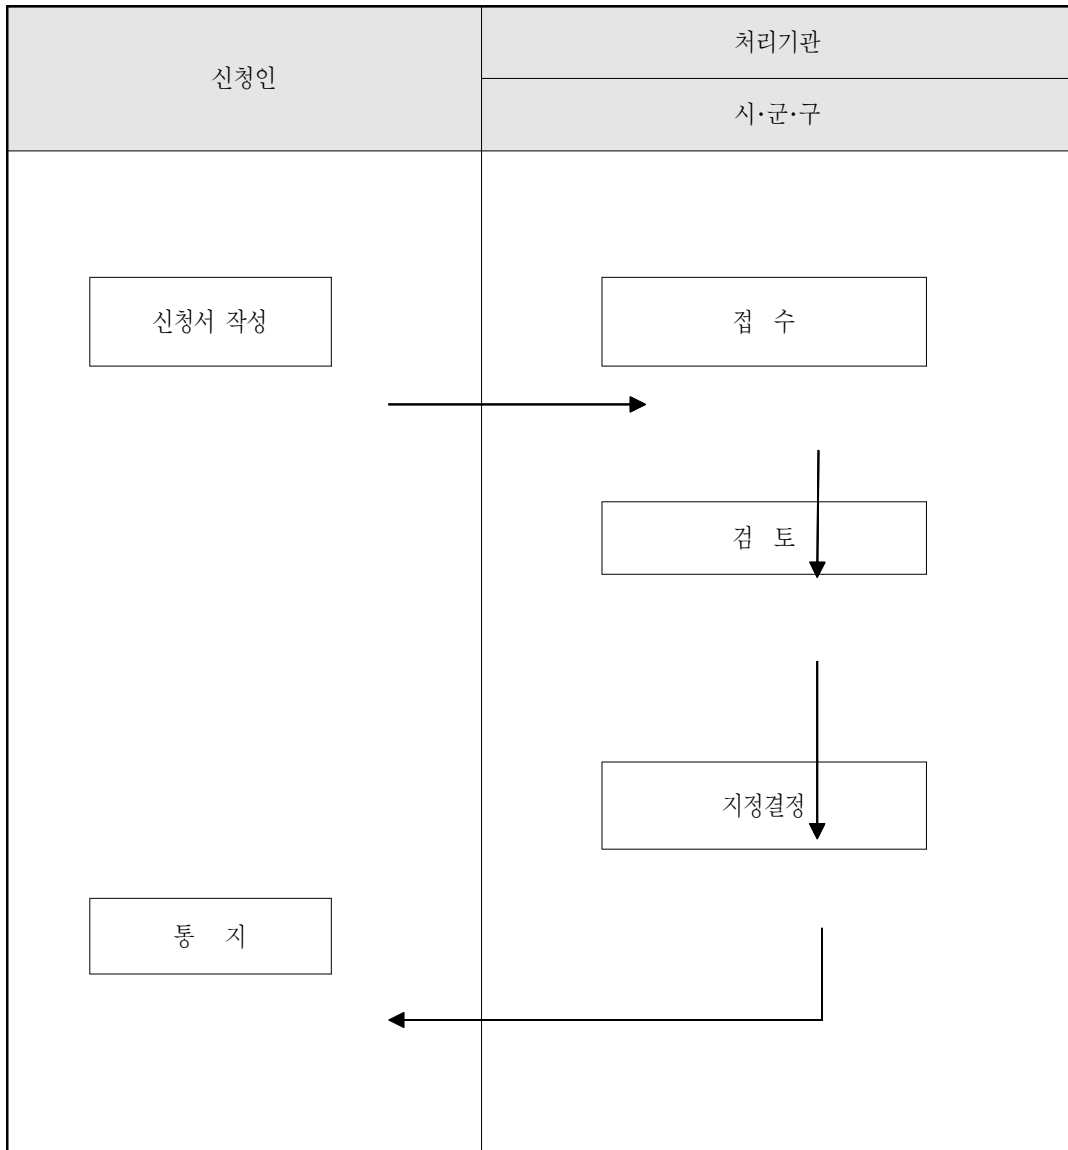 신청인
처리기관
시·군·구
신청서 작성
접 수
검 토
지정결정
통 지